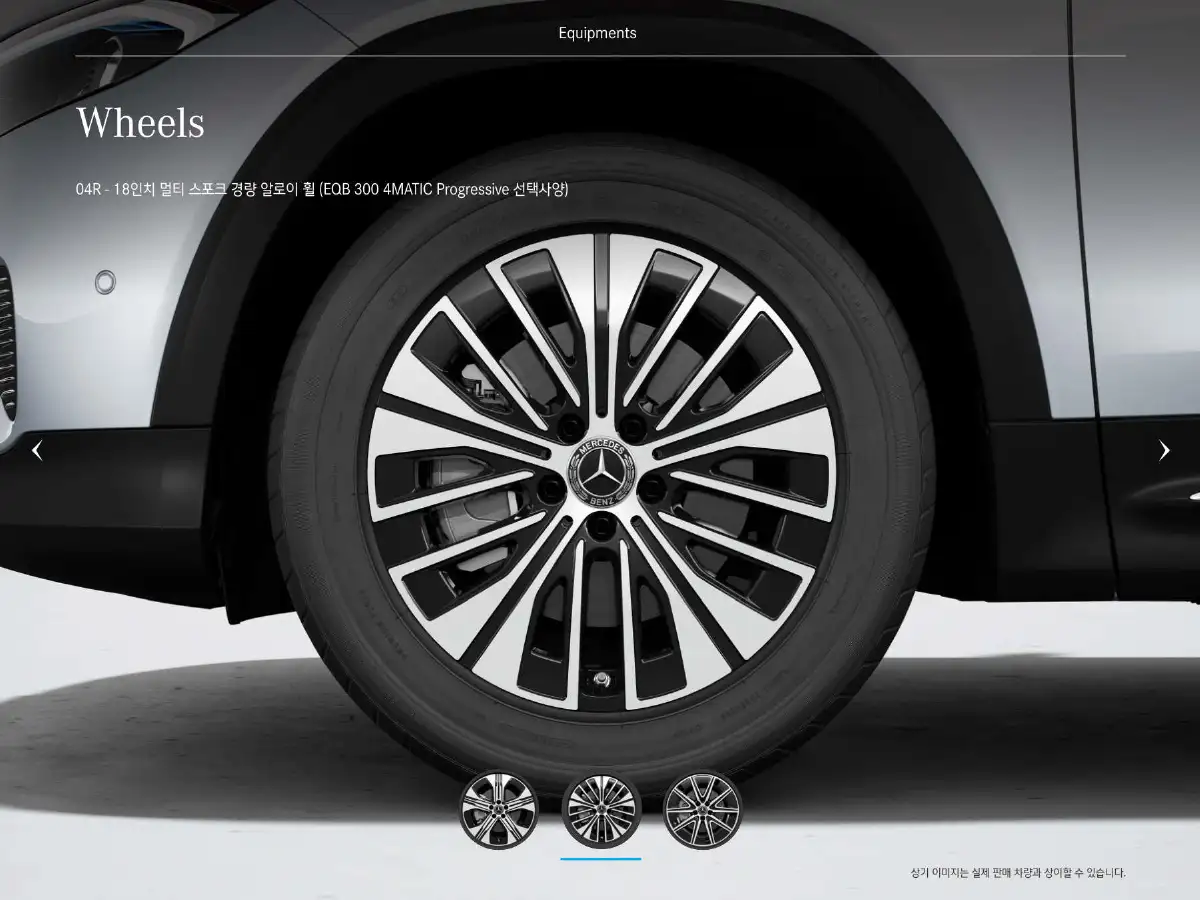 Equipments
Wheels
04R - 18인치 멀티 스포크 경량 알로이 휠 (EQB 300 4MATIC Progressive 선택사양)
MERCEDES
BENZ
상기 이미지는 실제 판매 차량과 상이할 수 있습니다.